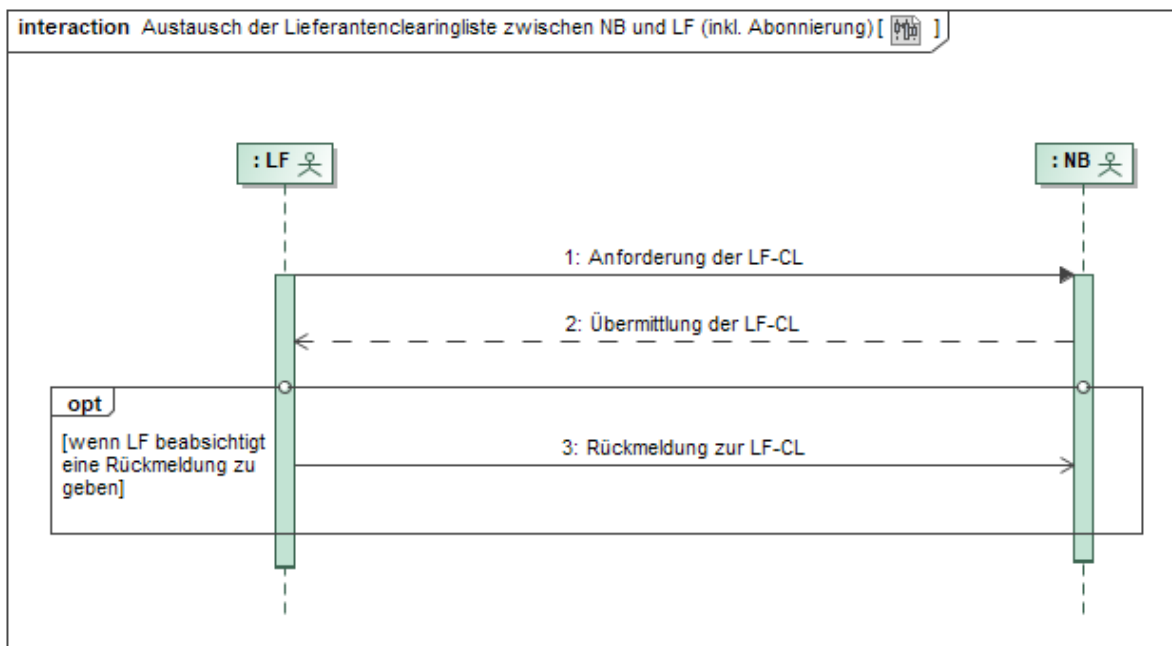 interaction Austausch der Lieferantenclearingliste zwischen NB und LF (inkl. Abonnierung) [ ]
: LF
: NB
1: Anforderung der LF-CL
2: Übermittlung der LF-CL
opt
[wenn LF beabsichtigt
eine Rückmeldung zu
geben]
3: Rückmeldung zur LF-CL